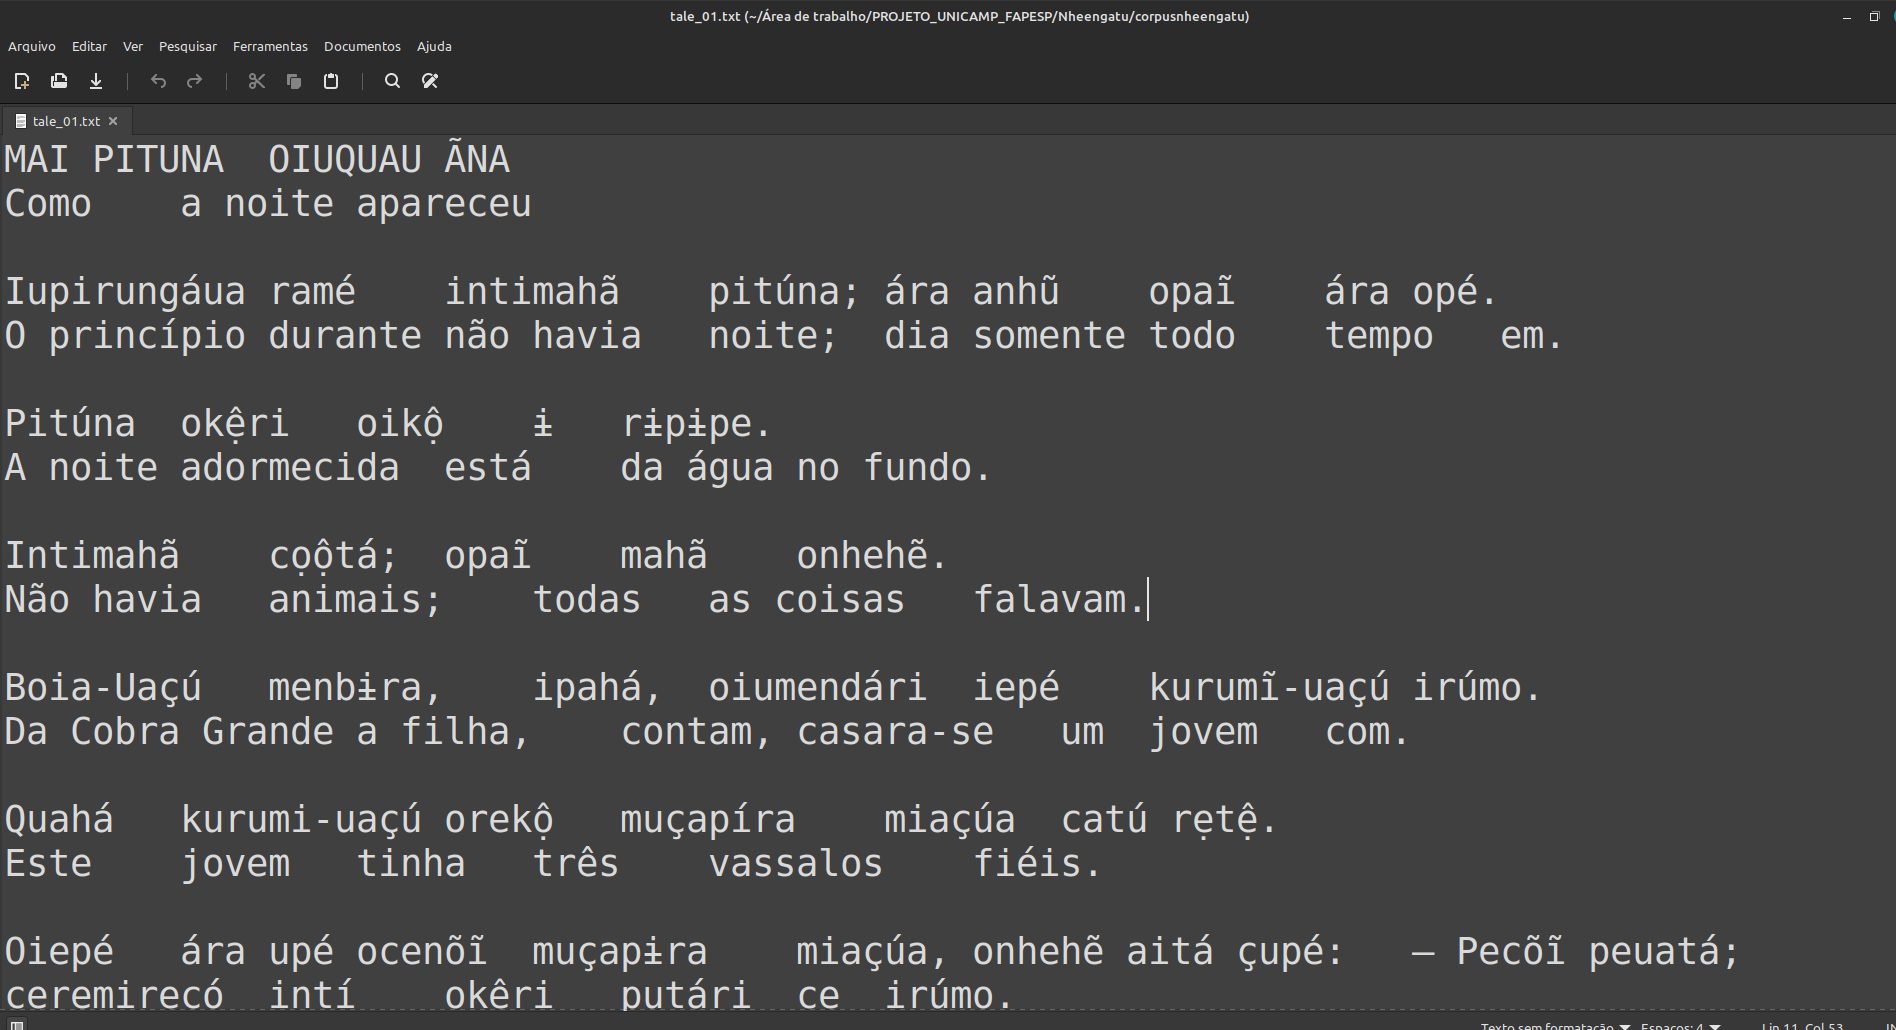 tale_01.txt (~/Área de trabalho/PROJETO_UNICAMP_FAPESP/Nheengatu/corpusnheengatu)
Arquivo Editar Ver Pesquisar Ferramentas Documentos Ajuda
tale_01.txt
MAI PITUNA OIUQUAU ÃNA
Como a noite apareceu
Iupirungáua ramé intimahã pitúna; ára anhũ opaĩ ára opé.
O princípio durante não havia noite; dia somente todo tempo em.
Pitúna okệri oikộ ɨ rɨpɨpe.
A noite adormecida está da água no fundo.
Intimahã cọộtá; opaĩ mahã onhehẽ.
Não havia animais; todas as coisas falavam.
Boia-Uaçú menbɨra, ipahá, oiumendári iepé kurumĩ-uaçú irúmo.
Da Cobra Grande a filha, contam, casara-se um jovem com.
Quahá kurumi-uaçú orekộ muçapíra miaçúa catú rẹtệ.
Este jovem tinha três vassalos fiéis.
Oiepé ára upé ocenõĩ muçapɨra miaçúa, onhehẽ aitá çupé: — Pecõĩ peuatá;
ceremirecó intí okêri putári ce irúmo.
Texto sem formatação Espaços: 4 Lin 11, Col 53